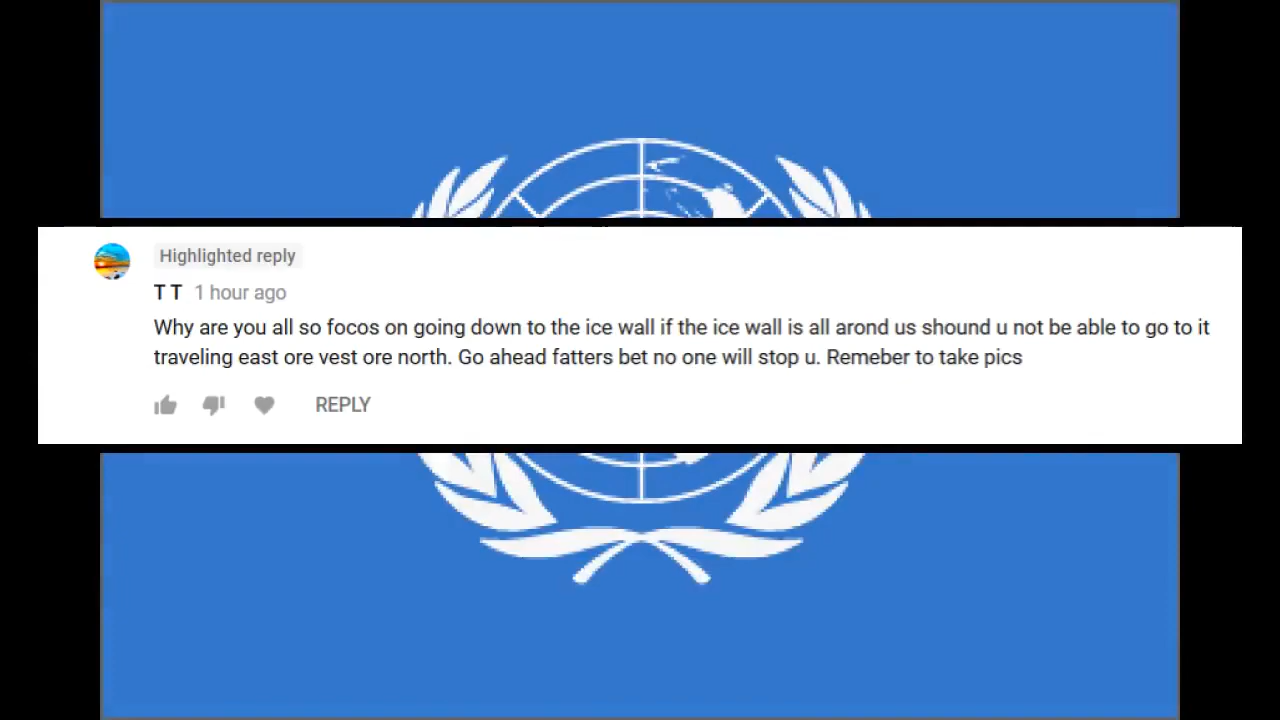 Highlighted reply
T T 1 hour ago
Why are you all so focos on going down to the ice wall if the ice wall is all arond us shound u not be able to go to it
traveling east ore vest ore north. Go ahead fatters bet no one will stop u. Remeber to take pics
REPLY